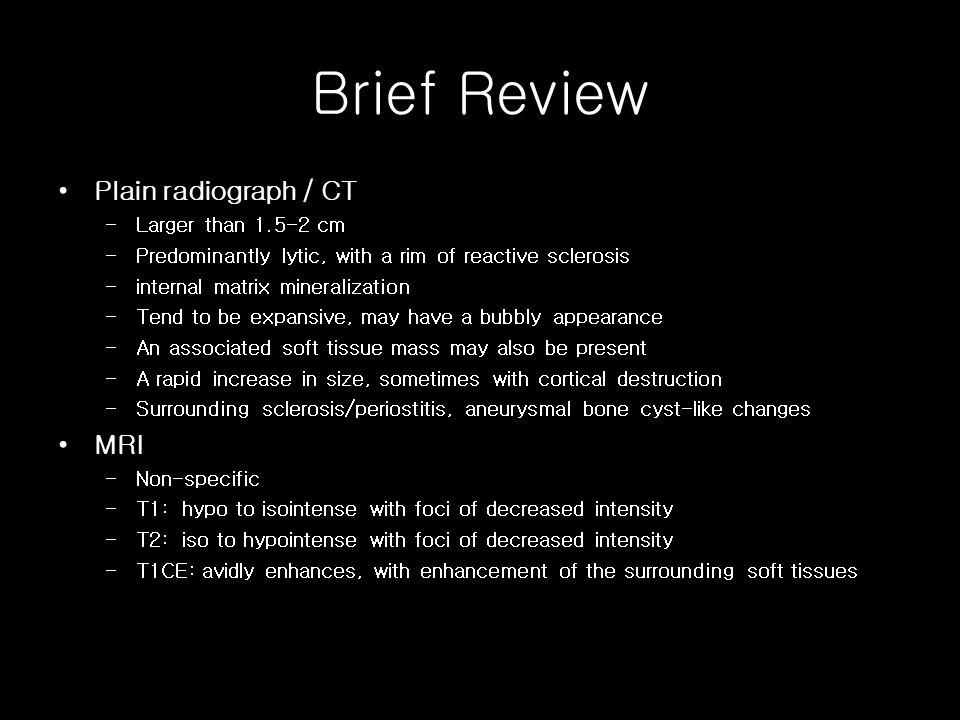 Brief Review
• Plain radiograph / CT
– Larger than 1.5-2 cm
– Predominantly lytic, with a rim of reactive sclerosis
– internal matrix mineralization
– Tend to be expansive, may have a bubbly appearance
– An associated soft tissue mass may also be present
– A rapid increase in size, sometimes with cortical destruction
– Surrounding sclerosis/periostitis, aneurysmal bone cyst-like changes
• MRI
– Non-specific
– T1: hypo to isointense with foci of decreased intensity
– T2: iso to hypointense with foci of decreased intensity
– T1CE: avidly enhances, with enhancement of the surrounding soft tissues